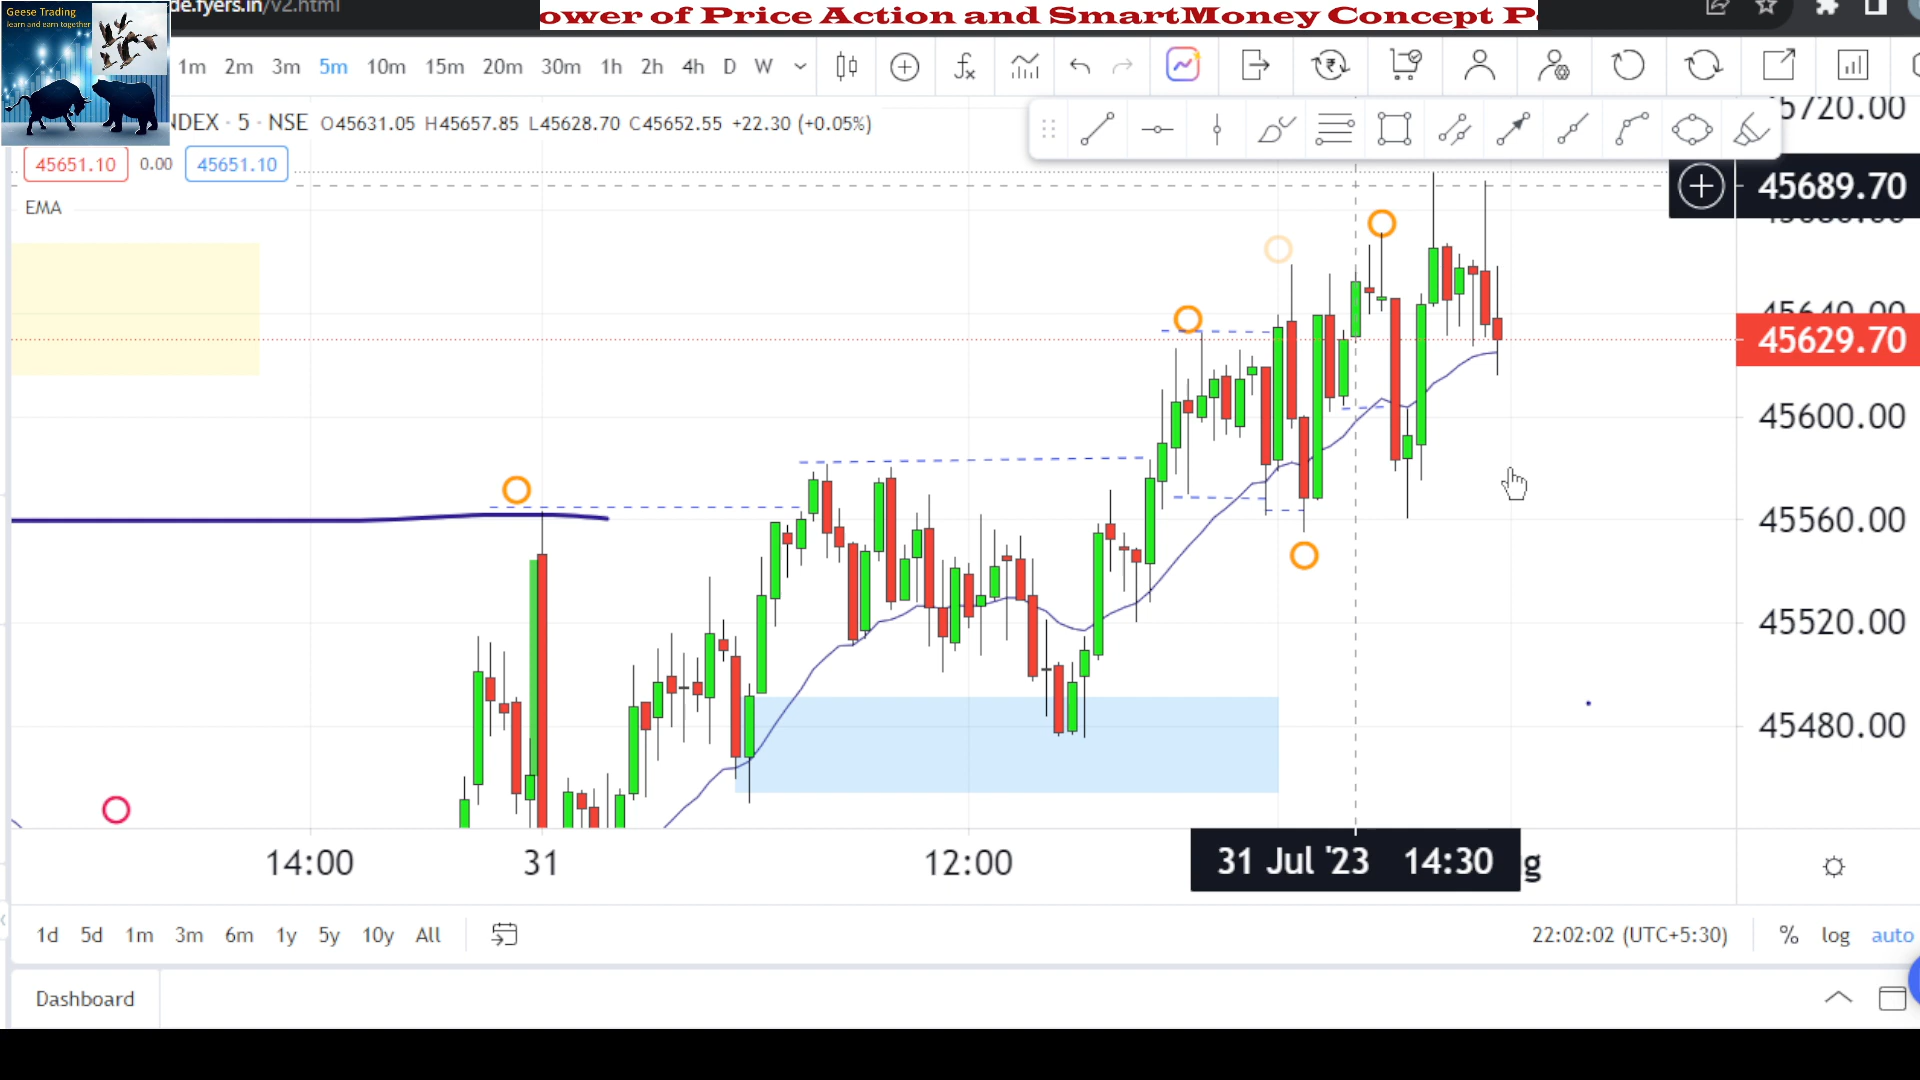 Geese Trading
learn and earn together
de.fyers.in/v2.html
ower of Price Action and SmartMoney Concept P
1m 2m 3m 5m 10m 15m 20m 30m 1h 2h 4h D W
NDEX · 5 · NSE O45631.05 H45657.85 L45628.70 C45652.55 +22.30 (+0.05%)
45651.10 0.00 45651.10
EMA
45720.00
45689.70
45640.00
45629.70
45600.00
45560.00
45520.00
45480.00
14:00 31 12:00 31 Jul '23 14:30 g
1d 5d 1m 3m 6m 1y 5y 10y All
22:02:02 (UTC+5:30) % log auto
Dashboard